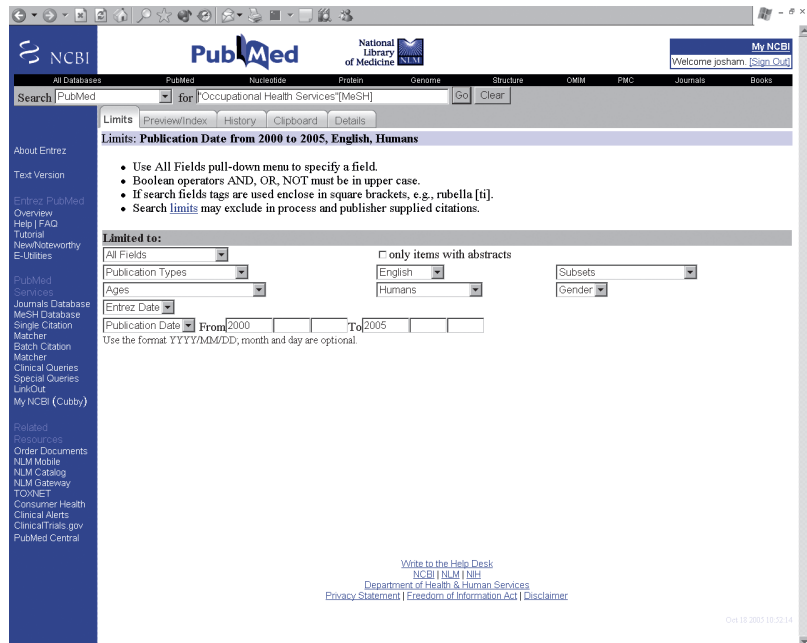 NCBI
PubMed
National
Library
of Medicine NLM
My NCBI
Welcome josham. [Sign Out]
All Databases PubMed Nucleotide Protein Genome Structure OMIM PMC Journals Books
Search PubMed for "Occupational Health Services"[MeSH] Go Clear
Limits Preview/Index History Clipboard Details
Limits: Publication Date from 2000 to 2005, English, Humans
• Use All Fields pull-down menu to specify a field.
• Boolean operators AND, OR, NOT must be in upper case.
• If search fields tags are used enclose in square brackets, e.g., rubella [ti].
• Search limits may exclude in process and publisher supplied citations.
Limited to:
All Fields only items with abstracts
Publication Types English Subsets
Ages Humans Gender
Entrez Date
Publication Date From 2000 To 2005
Use the format YYYY/MM/DD; month and day are optional.
About Entrez
Text Version
Entrez PubMed
Overview
Help | FAQ
Tutorial
New/Noteworthy
E-Utilities
PubMed
Services
Journals Database
MeSH Database
Single Citation
Matcher
Batch Citation
Matcher
Clinical Queries
Special Queries
LinkOut
My NCBI (Cubby)
Related
Resources
Order Documents
NLM Mobile
NLM Catalog
NLM Gateway
TOXNET
Consumer Health
Clinical Alerts
ClinicalTrials.gov
PubMed Central
Write to the Help Desk
NCBI | NLM | NIH
Department of Health & Human Services
Privacy Statement | Freedom of Information Act | Disclaimer